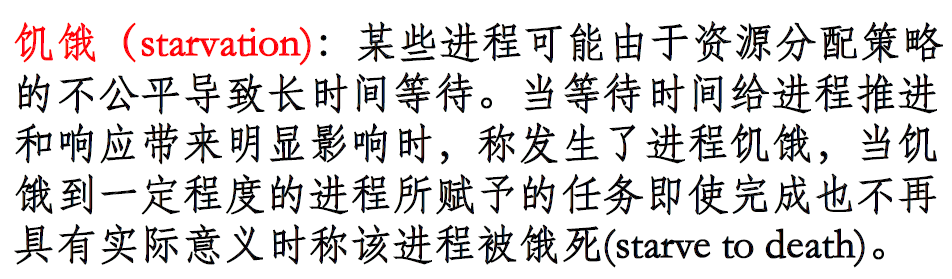 饥饿（starvation)：某些进程可能由于资源分配策略
的不公平导致长时间等待。当等待时间给进程推进
和响应带来明显影响时，称发生了进程饥饿，当饥
饿到一定程度的进程所赋予的任务即使完成也不再
具有实际意义时称该进程被饿死(starve to death)。